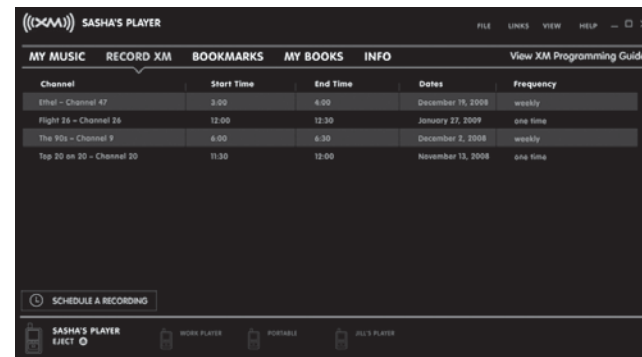 ((XM)) SASHA'S PLAYER FILE LINKS VIEW HELP
MY MUSIC RECORD XM BOOKMARKS MY BOOKS INFO View XM Programming Guide
Channel Start Time End Time Dates Frequency
Ethel – Channel 47 3:00 4:00 December 19, 2008 weekly
Flight 26 – Channel 26 12:00 12:30 January 27, 2009 one time
The 90s – Channel 9 6:00 6:30 December 2, 2008 weekly
Top 20 on 20 – Channel 20 11:30 12:00 November 13, 2008 one time
SCHEDULE A RECORDING
SASHA'S PLAYER WORK PLAYER PORTABLE JILL'S PLAYER
EJECT